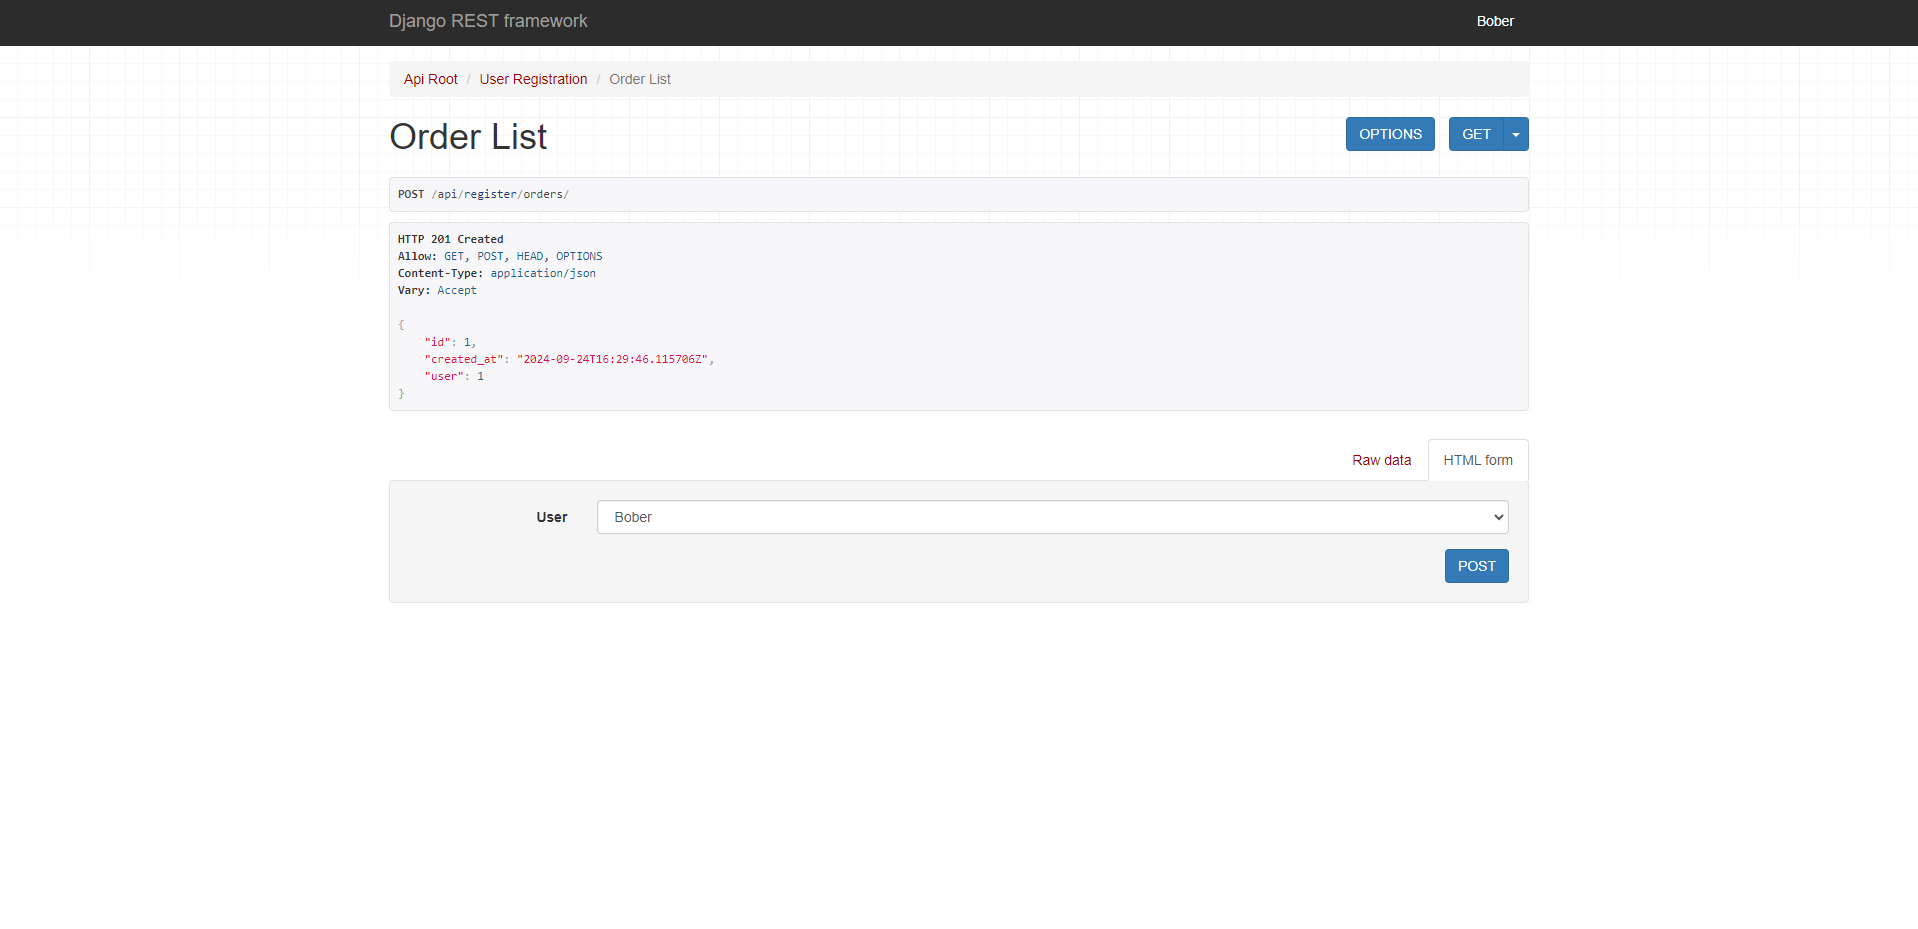 Django REST framework
Bober
Api Root / User Registration / Order List
Order List
OPTIONS
GET
POST /api/register/orders/
HTTP 201 Created
Allow: GET, POST, HEAD, OPTIONS
Content-Type: application/json
Vary: Accept
{
    "id": 1,
    "created_at": "2024-09-24T16:29:46.115706Z",
    "user": 1
}
Raw data
HTML form
User
Bober
POST